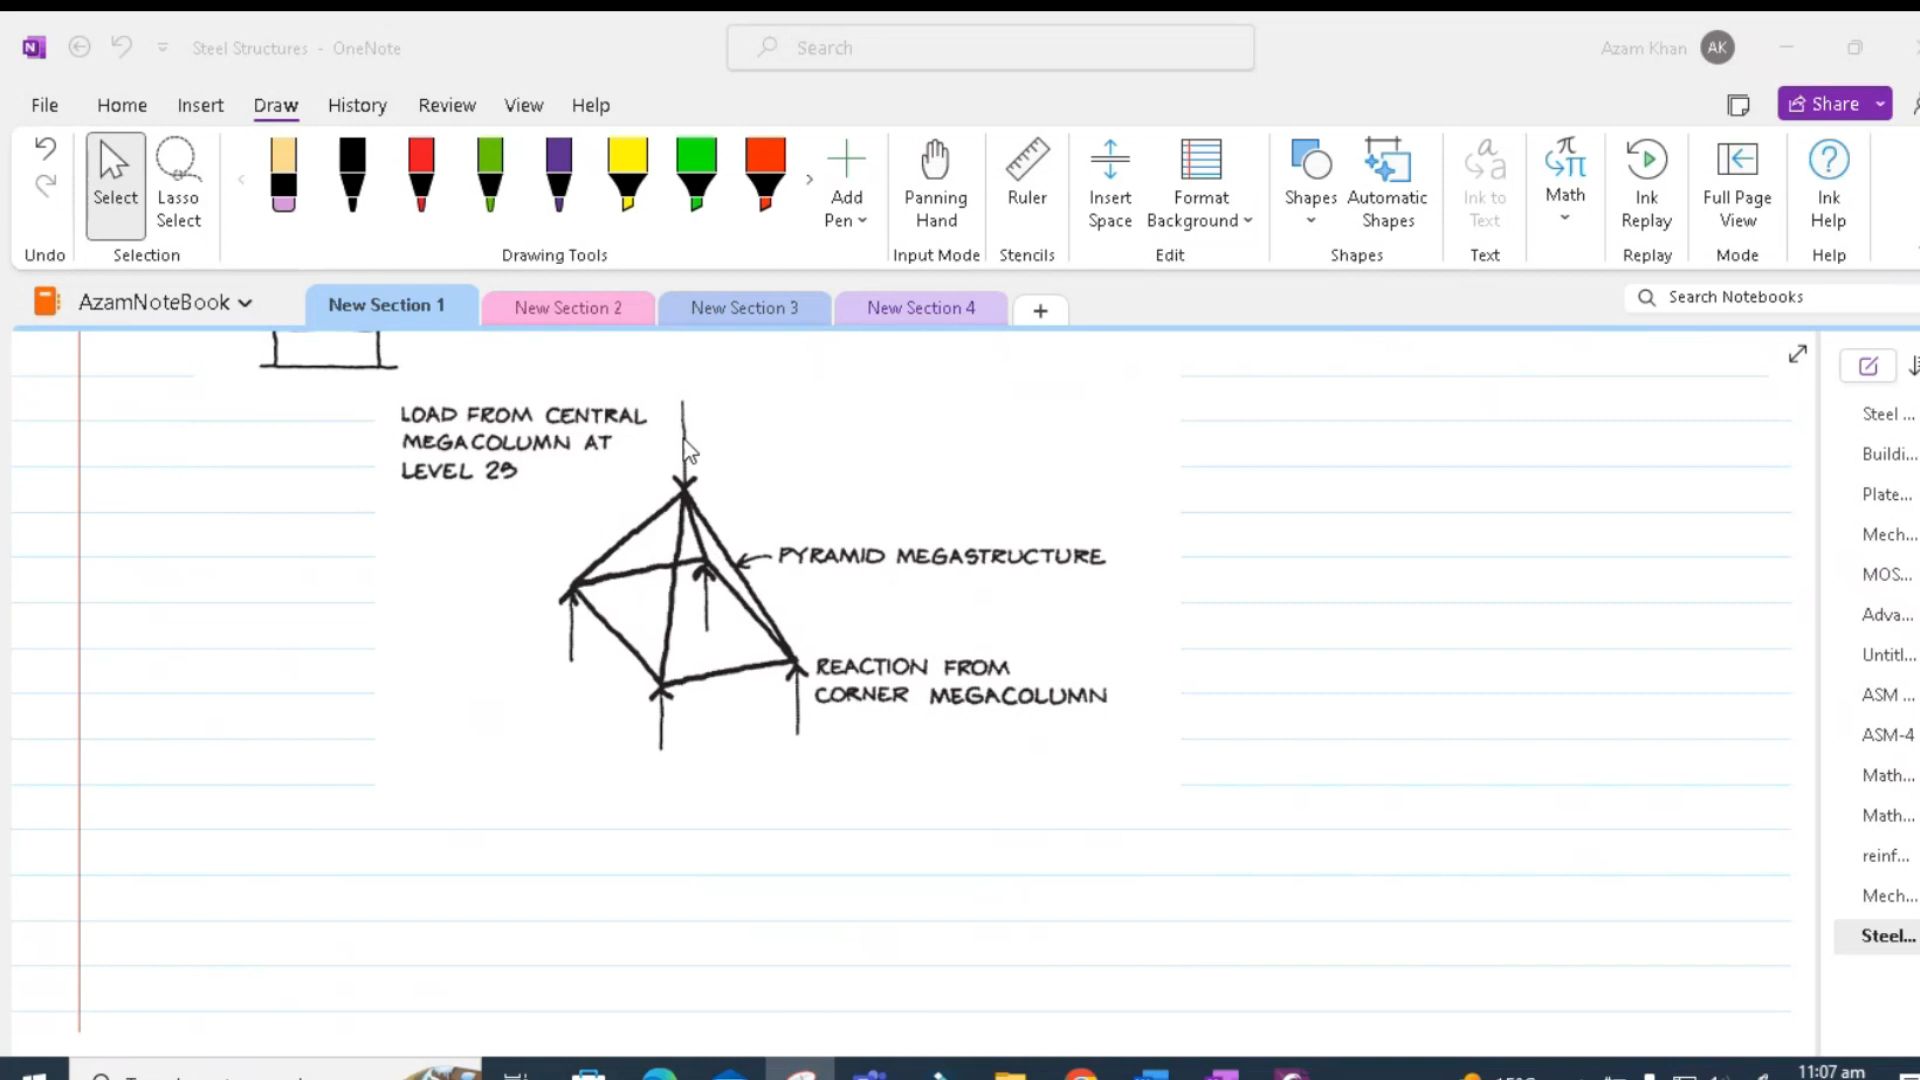 Steel Structures - OneNote
Search
Azam Khan AK
File Home Insert Draw History Review View Help
Share
Select
Lasso Select
Add Pen
Panning Hand
Ruler
Insert Space
Format Background
Shapes
Automatic Shapes
Ink to Text
Math
Ink Replay
Full Page View
Ink Help
Undo Selection Drawing Tools Input Mode Stencils Edit Shapes Text Replay Mode Help
AzamNoteBook New Section 1 New Section 2 New Section 3 New Section 4 + Search Notebooks
LOAD FROM CENTRAL
MEGACOLUMN AT
LEVEL 25
PYRAMID MEGASTRUCTURE
REACTION FROM
CORNER MEGACOLUMN
Steel ...
Buildi...
Plate...
Mech...
MOS...
Adva...
Untitl...
ASM ...
ASM-4
Math...
Math...
reinf...
Mech...
Steel...
11:07 am